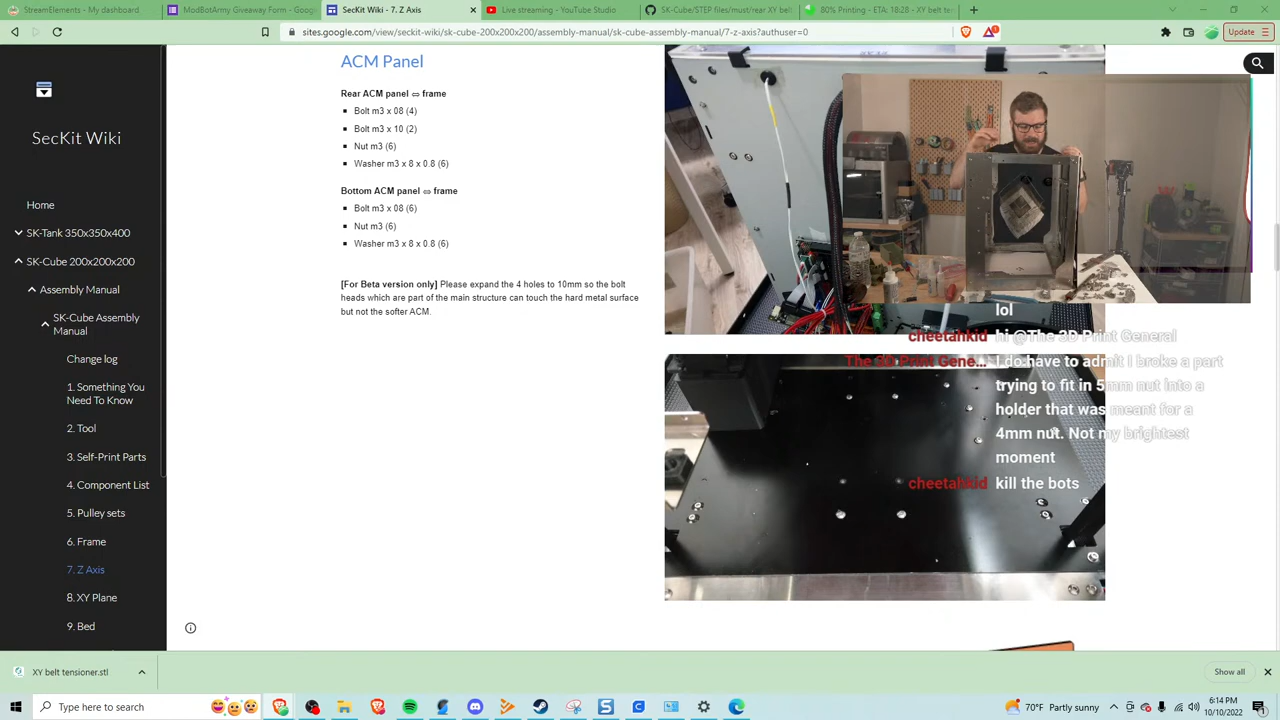 StreamElements
ModBotArmy Giveaway Form - Goog
SecKit Wiki - 7. Z Axis
Live streaming - YouTube Studio
SK-Cube/STEP files/must/rear XY belt
80% Printing - ETA: 18:28 - XY belt ten
sites.google.com/view/seckit-wiki/sk-cube-200x200x200/assembly-manual/sk-cube-assembly-manual/7-z-axis?authuser=0
Update
SecKit Wiki
Home
SK-Tank 350x350x400
SK-Cube 200x200x200
Assembly Manual
SK-Cube Assembly
Manual
Change log
1. Something You
Need To Know
2. Tool
3. Self-Print Parts
4. Component List
5. Pulley sets
6. Frame
7. Z Axis
8. XY Plane
9. Bed
ACM Panel
Rear ACM panel ⇔ frame
Bolt m3 x 08 (4)
Bolt m3 x 10 (2)
Nut m3 (6)
Washer m3 x 8 x 0.8 (6)
Bottom ACM panel ⇔ frame
Bolt m3 x 08 (6)
Nut m3 (6)
Washer m3 x 8 x 0.8 (6)
[For Beta version only] Please expand the 4 holes to 10mm so the bolt
heads which are part of the main structure can touch the hard metal surface
but not the softer ACM.
lol
cheetahkid hi @The 3D Print General
The 3D Print Gene... I do have to admit I broke a part
trying to fit in 5mm nut into a
holder that was meant for a
4mm nut. Not my brightest
moment
cheetahkid kill the bots
XY belt tensioner.stl
Show all
Type here to search
70°F Partly sunny
6:14 PM
10/10/2022